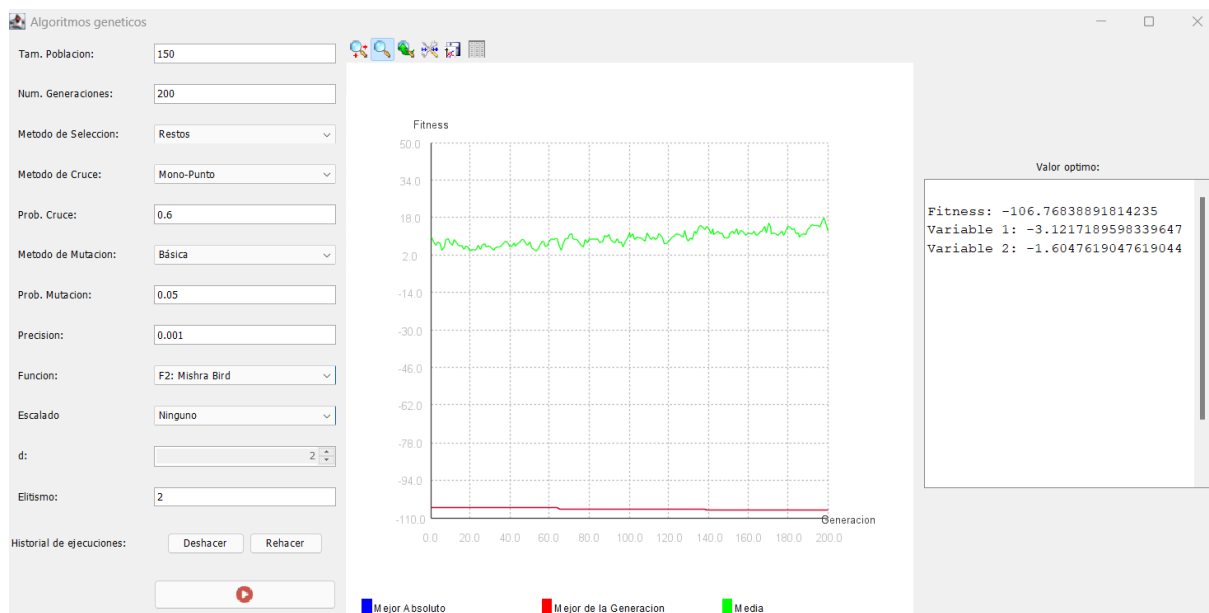 Algoritmos geneticos
Tam. Poblacion: 150
Num. Generaciones: 200
Metodo de Seleccion: Restos
Metodo de Cruce: Mono-Punto
Prob. Cruce: 0.6
Metodo de Mutacion: Básica
Prob. Mutacion: 0.05
Precision: 0.001
Funcion: F2: Mishra Bird
Escalado Ninguno
d: 2
Elitismo: 2
Historial de ejecuciones: Deshacer Rehacer
Fitness
50.0
34.0
18.0
2.0
-14.0
-30.0
-46.0
-62.0
-78.0
-94.0
-110.0
Generacion
0.0 20.0 40.0 60.0 80.0 100.0 120.0 140.0 160.0 180.0 200.0
Mejor Absoluto Mejor de la Generacion Media
Valor optimo:
Fitness: -106.76838891814235
Variable 1: -3.1217189598339647
Variable 2: -1.6047619047619044